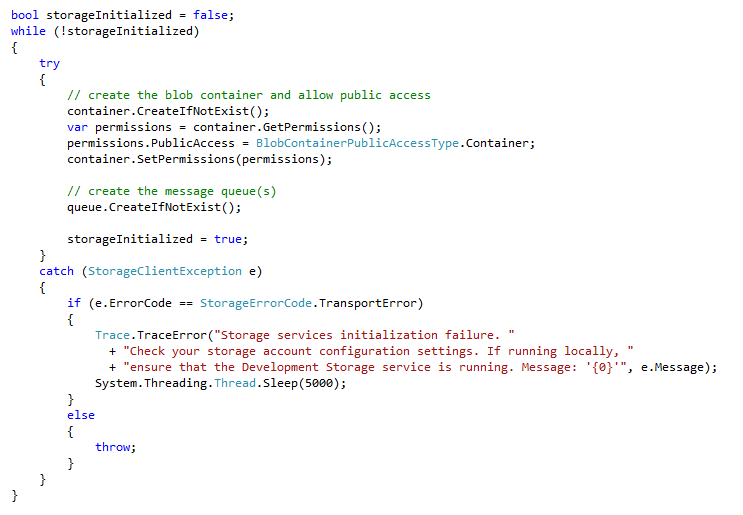 bool storageInitialized = false;
while (!storageInitialized)
{
    try
    {
        // create the blob container and allow public access
        container.CreateIfNotExist();
        var permissions = container.GetPermissions();
        permissions.PublicAccess = BlobContainerPublicAccessType.Container;
        container.SetPermissions(permissions);

        // create the message queue(s)
        queue.CreateIfNotExist();

        storageInitialized = true;
    }
    catch (StorageClientException e)
    {
        if (e.ErrorCode == StorageErrorCode.TransportError)
        {
            Trace.TraceError("Storage services initialization failure. "
              + "Check your storage account configuration settings. If running locally, "
              + "ensure that the Development Storage service is running. Message: '{0}'", e.Message);
            System.Threading.Thread.Sleep(5000);
        }
        else
        {
            throw;
        }
    }
}